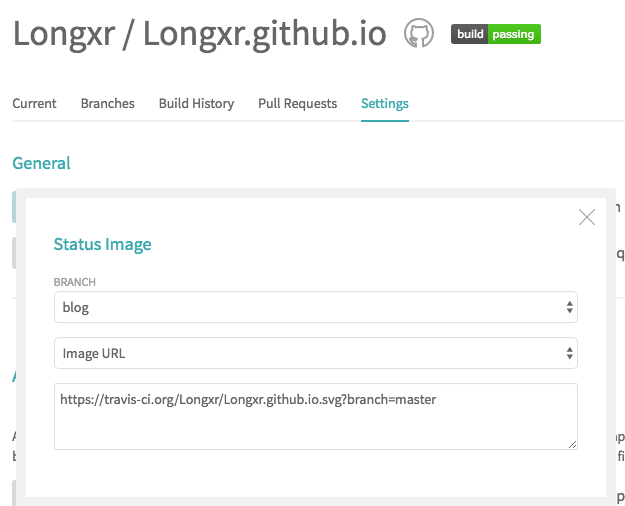 Longxr / Longxr.github.io build passing
Current Branches Build History Pull Requests Settings
General
Status Image
BRANCH
blog
Image URL
https://travis-ci.org/Longxr/Longxr.github.io.svg?branch=master